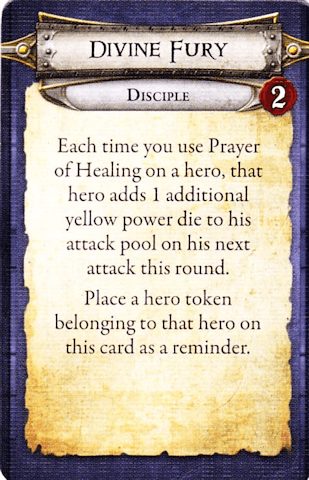 Divine Fury
Disciple
2
Each time you use Prayer
of Healing on a hero, that
hero adds 1 additional
yellow power die to his
attack pool on his next
attack this round.
Place a hero token
belonging to that hero on
this card as a reminder.